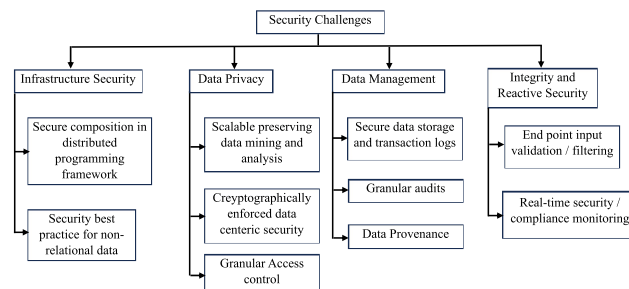 Security Challenges
Infrastructure Security
Secure composition in
distributed
programming
framework
Security best
practice for non-
relational data
Data Privacy
Scalable preserving
data mining and
analysis
Creyptographically
enforced data
centeric security
Granular Access
control
Data Management
Secure data storage
and transaction logs
Granular audits
Data Provenance
Integrity and
Reactive Security
End point input
validation / filtering
Real-time security /
compliance monitoring